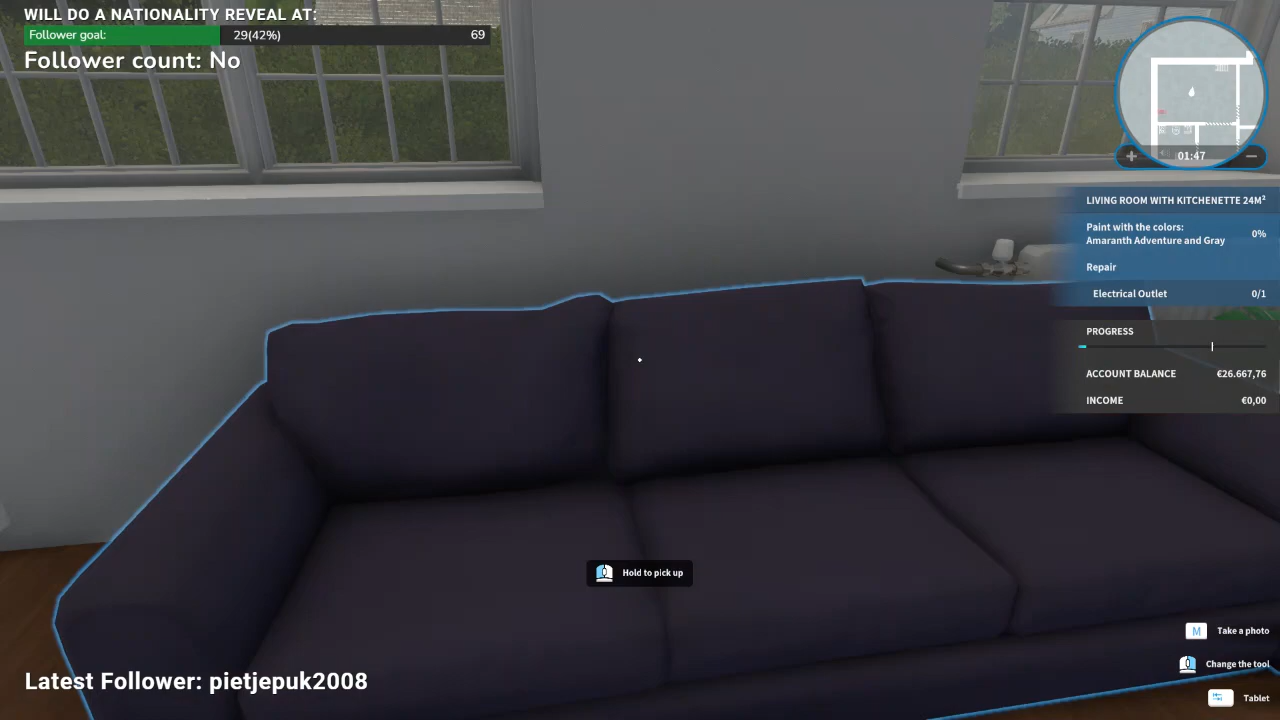 WILL DO A NATIONALITY REVEAL AT:
Follower goal: 29(42%) 69
Follower count: No
+ 01:47 −
LIVING ROOM WITH KITCHENETTE 24M²
Paint with the colors:
Amaranth Adventure and Gray 0%
Repair
Electrical Outlet 0/1
PROGRESS
ACCOUNT BALANCE €26.667,76
INCOME €0,00
Hold to pick up
M Take a photo
Change the tool
Tablet
Latest Follower: pietjepuk2008